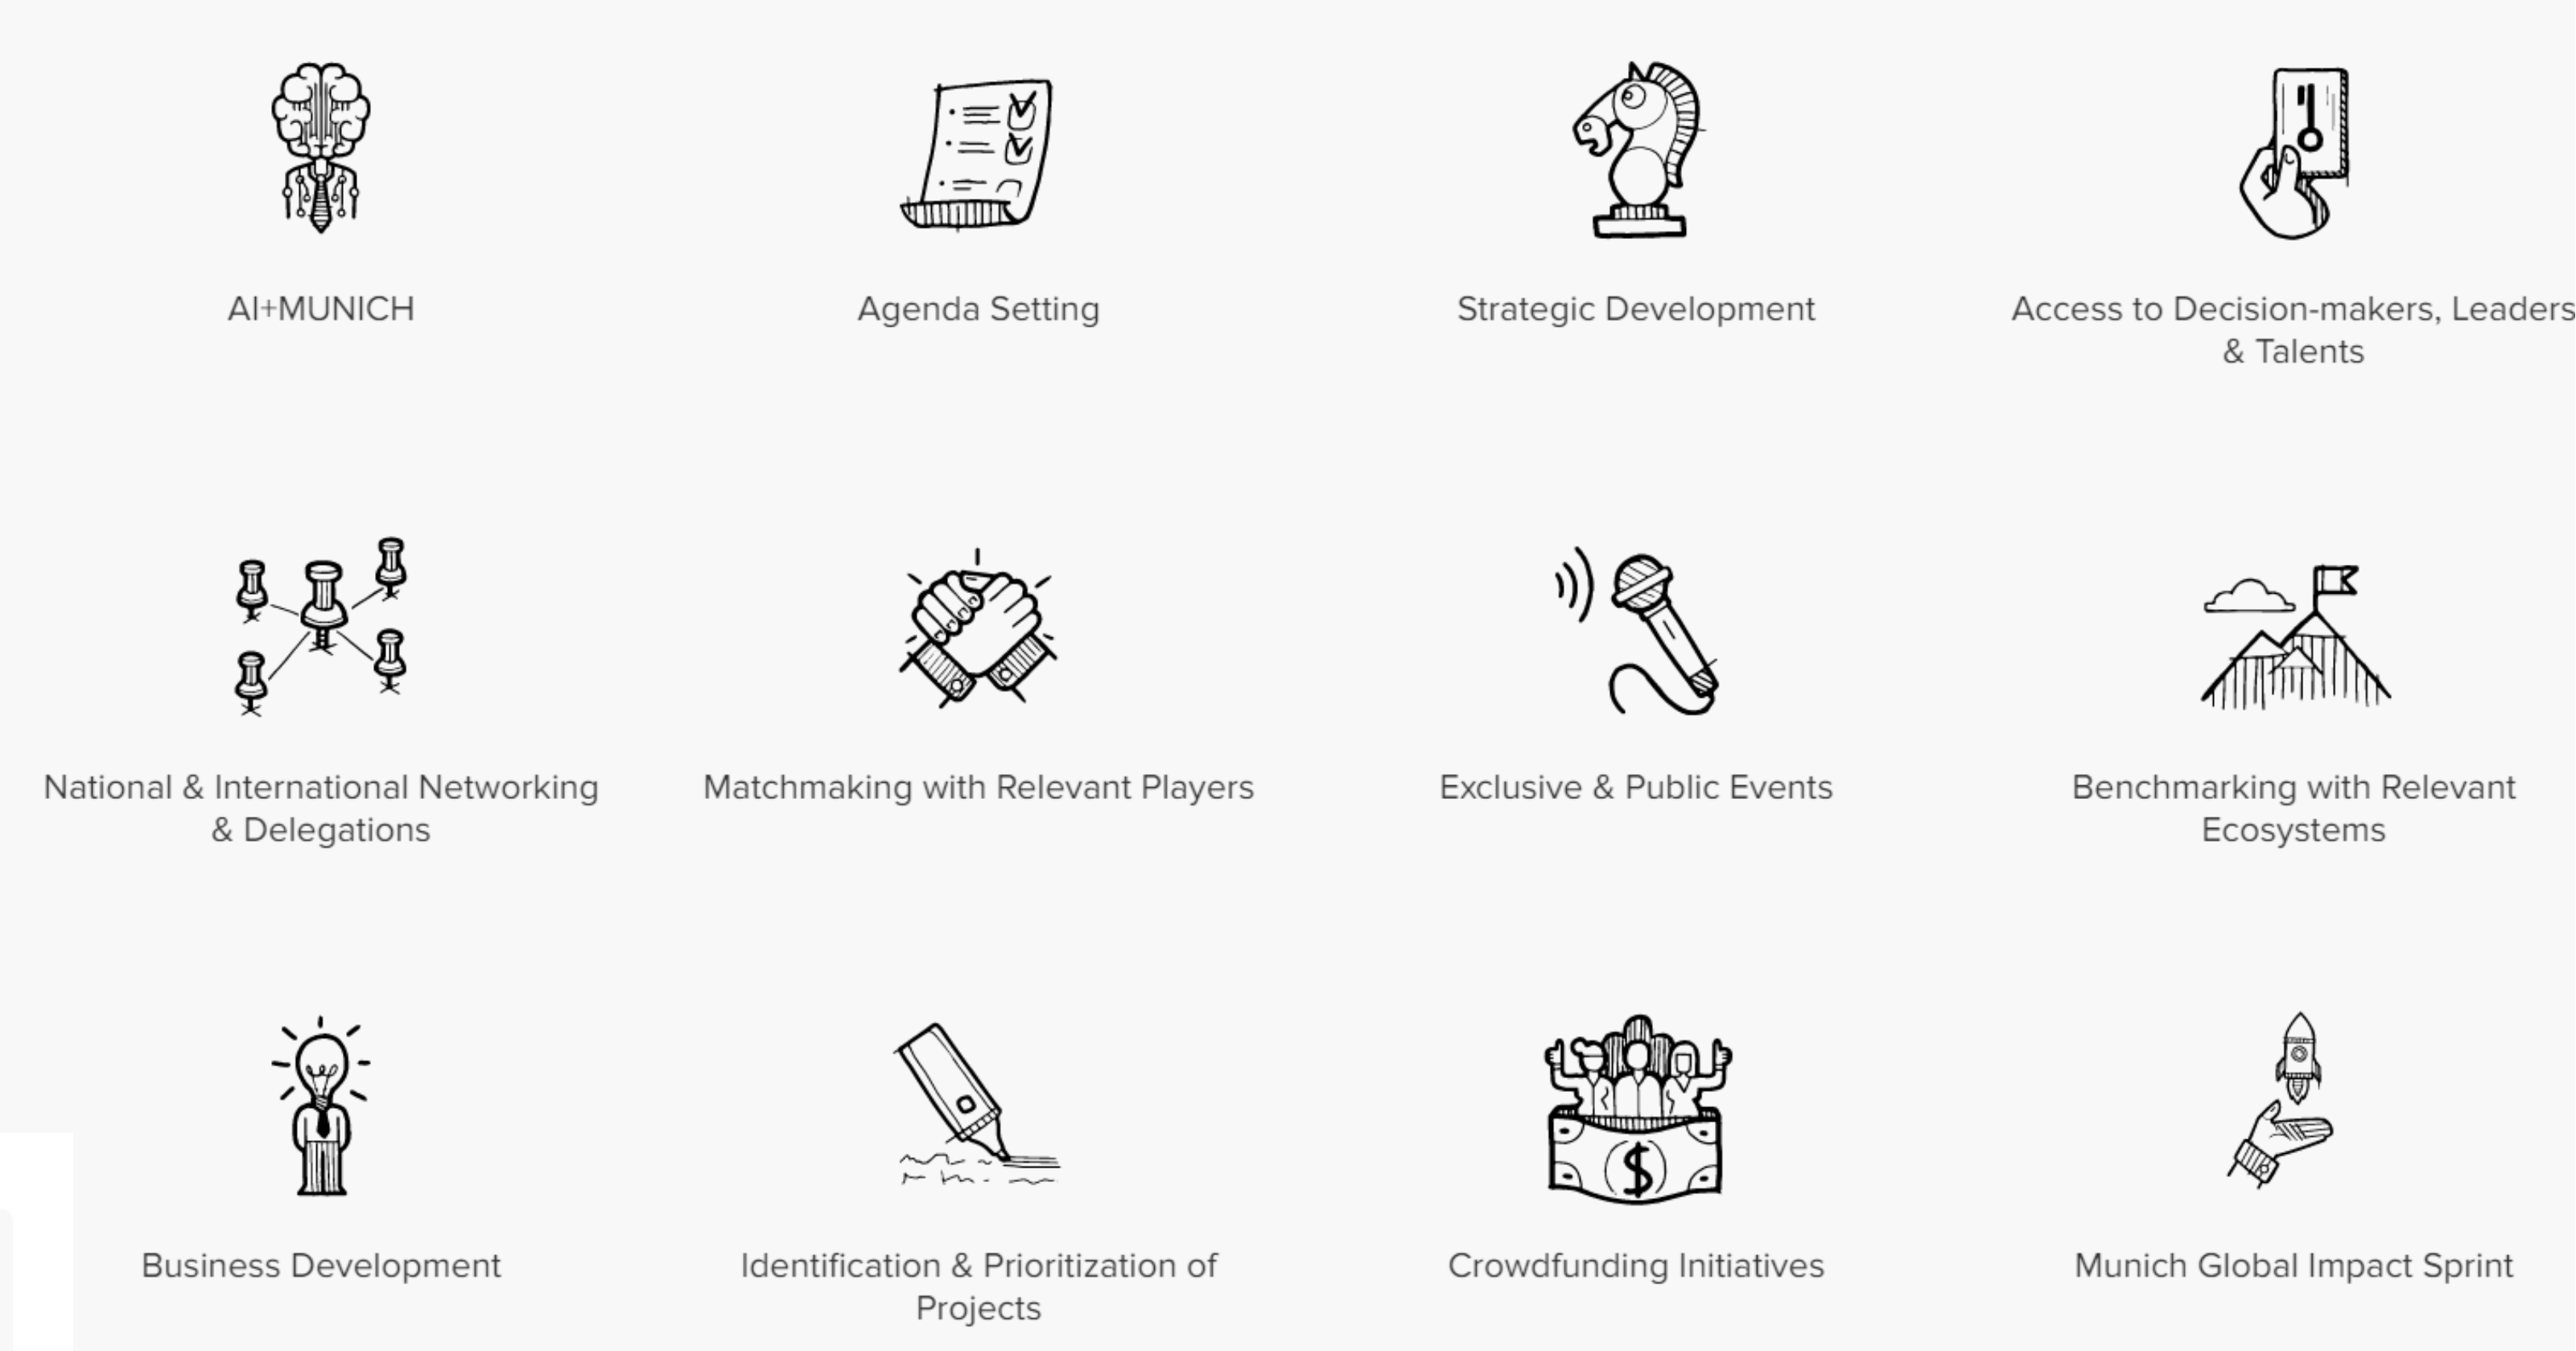 AI+MUNICH
Agenda Setting
Strategic Development
Access to Decision-makers, Leaders
& Talents
National & International Networking
& Delegations
Matchmaking with Relevant Players
Exclusive & Public Events
Benchmarking with Relevant
Ecosystems
Business Development
Identification & Prioritization of
Projects
$
Crowdfunding Initiatives
Munich Global Impact Sprint